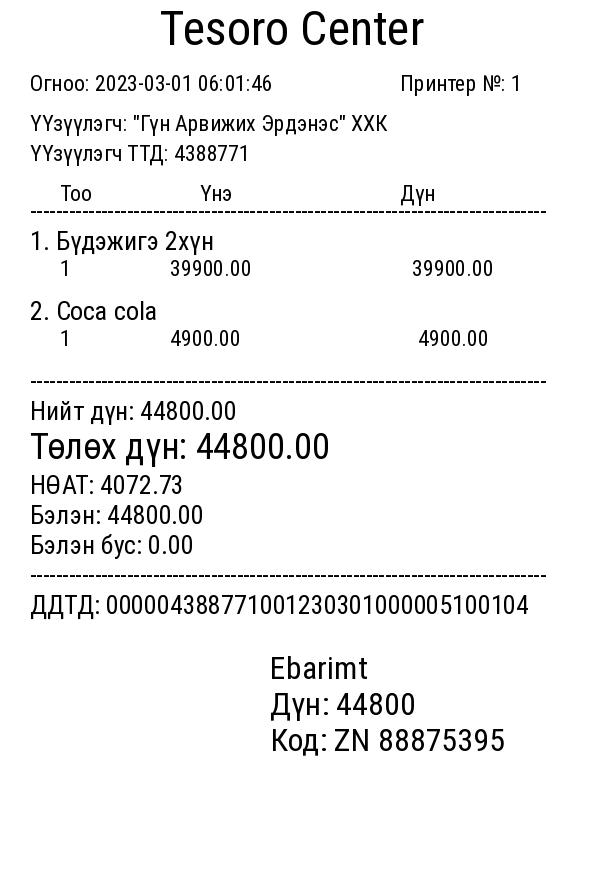 Tesoro Center
Огноо: 2023-03-01 06:01:46 Принтер №: 1
ҮҮзүүлэгч: "Гүн Арвижих Эрдэнэс" ХХК
ҮҮзүүлэгч ТТД: 4388771
Тоо Үнэ Дүн
--------------------------------------------------------------------------------
1. Бүдэжигэ 2хүн
1 39900.00 39900.00
2. Coca cola
1 4900.00 4900.00
--------------------------------------------------------------------------------
Нийт дүн: 44800.00
Төлөх дүн: 44800.00
НӨАТ: 4072.73
Бэлэн: 44800.00
Бэлэн бус: 0.00
--------------------------------------------------------------------------------
ДДТД: 000004388771001230301000005100104
Ebarimt
Дүн: 44800
Код: ZN 88875395